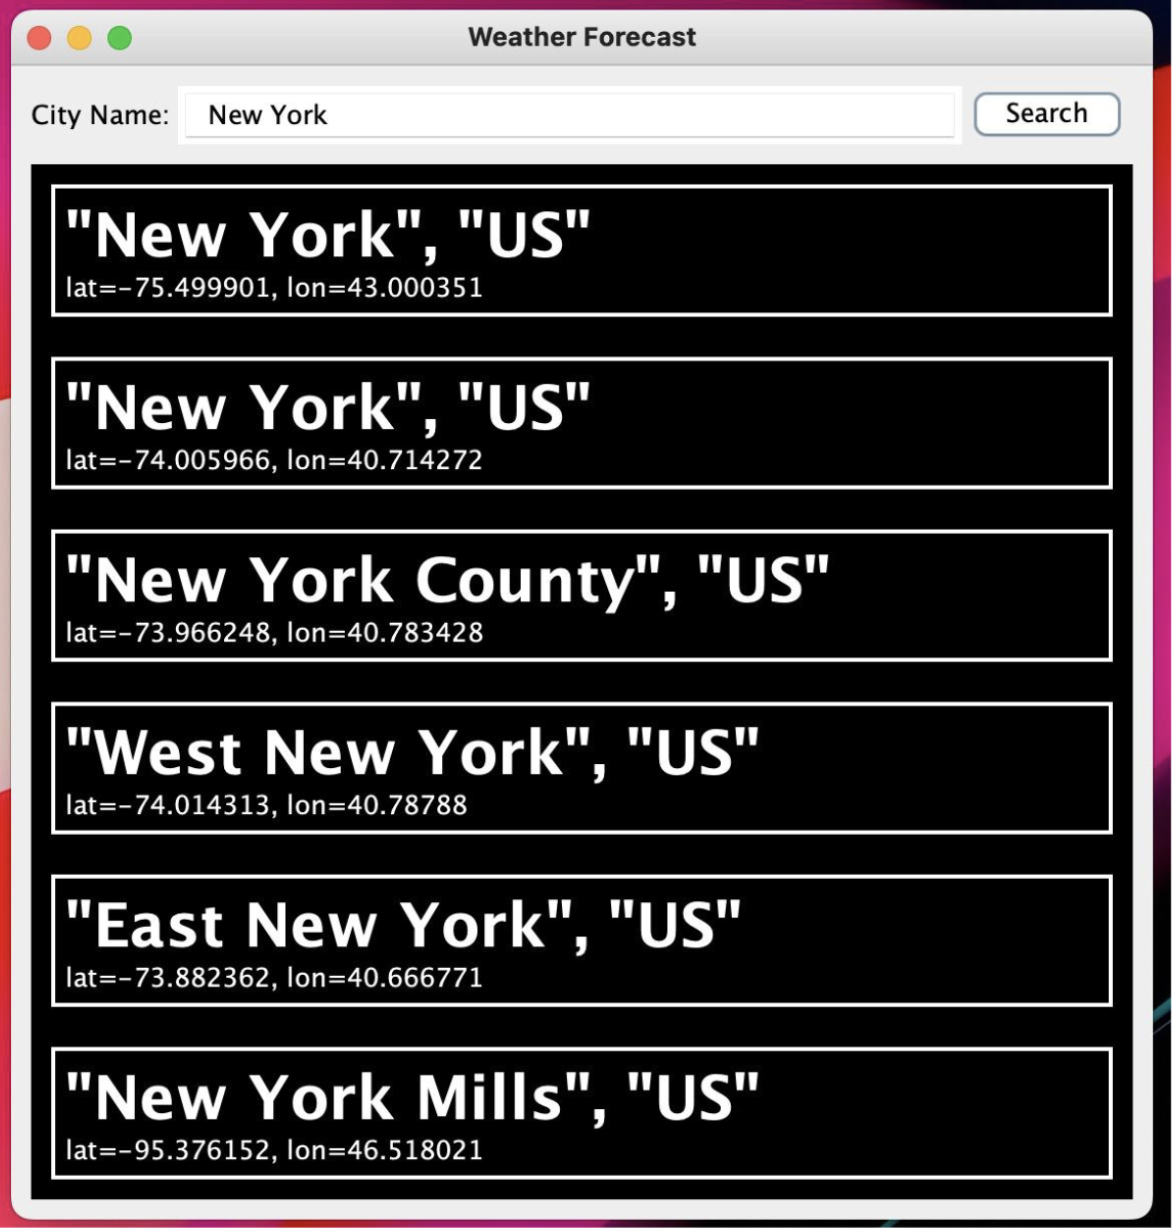 Weather Forecast
City Name: New York Search
"New York", "US"
lat=-75.499901, lon=43.000351
"New York", "US"
lat=-74.005966, lon=40.714272
"New York County", "US"
lat=-73.966248, lon=40.783428
"West New York", "US"
lat=-74.014313, lon=40.78788
"East New York", "US"
lat=-73.882362, lon=40.666771
"New York Mills", "US"
lat=-95.376152, lon=46.518021